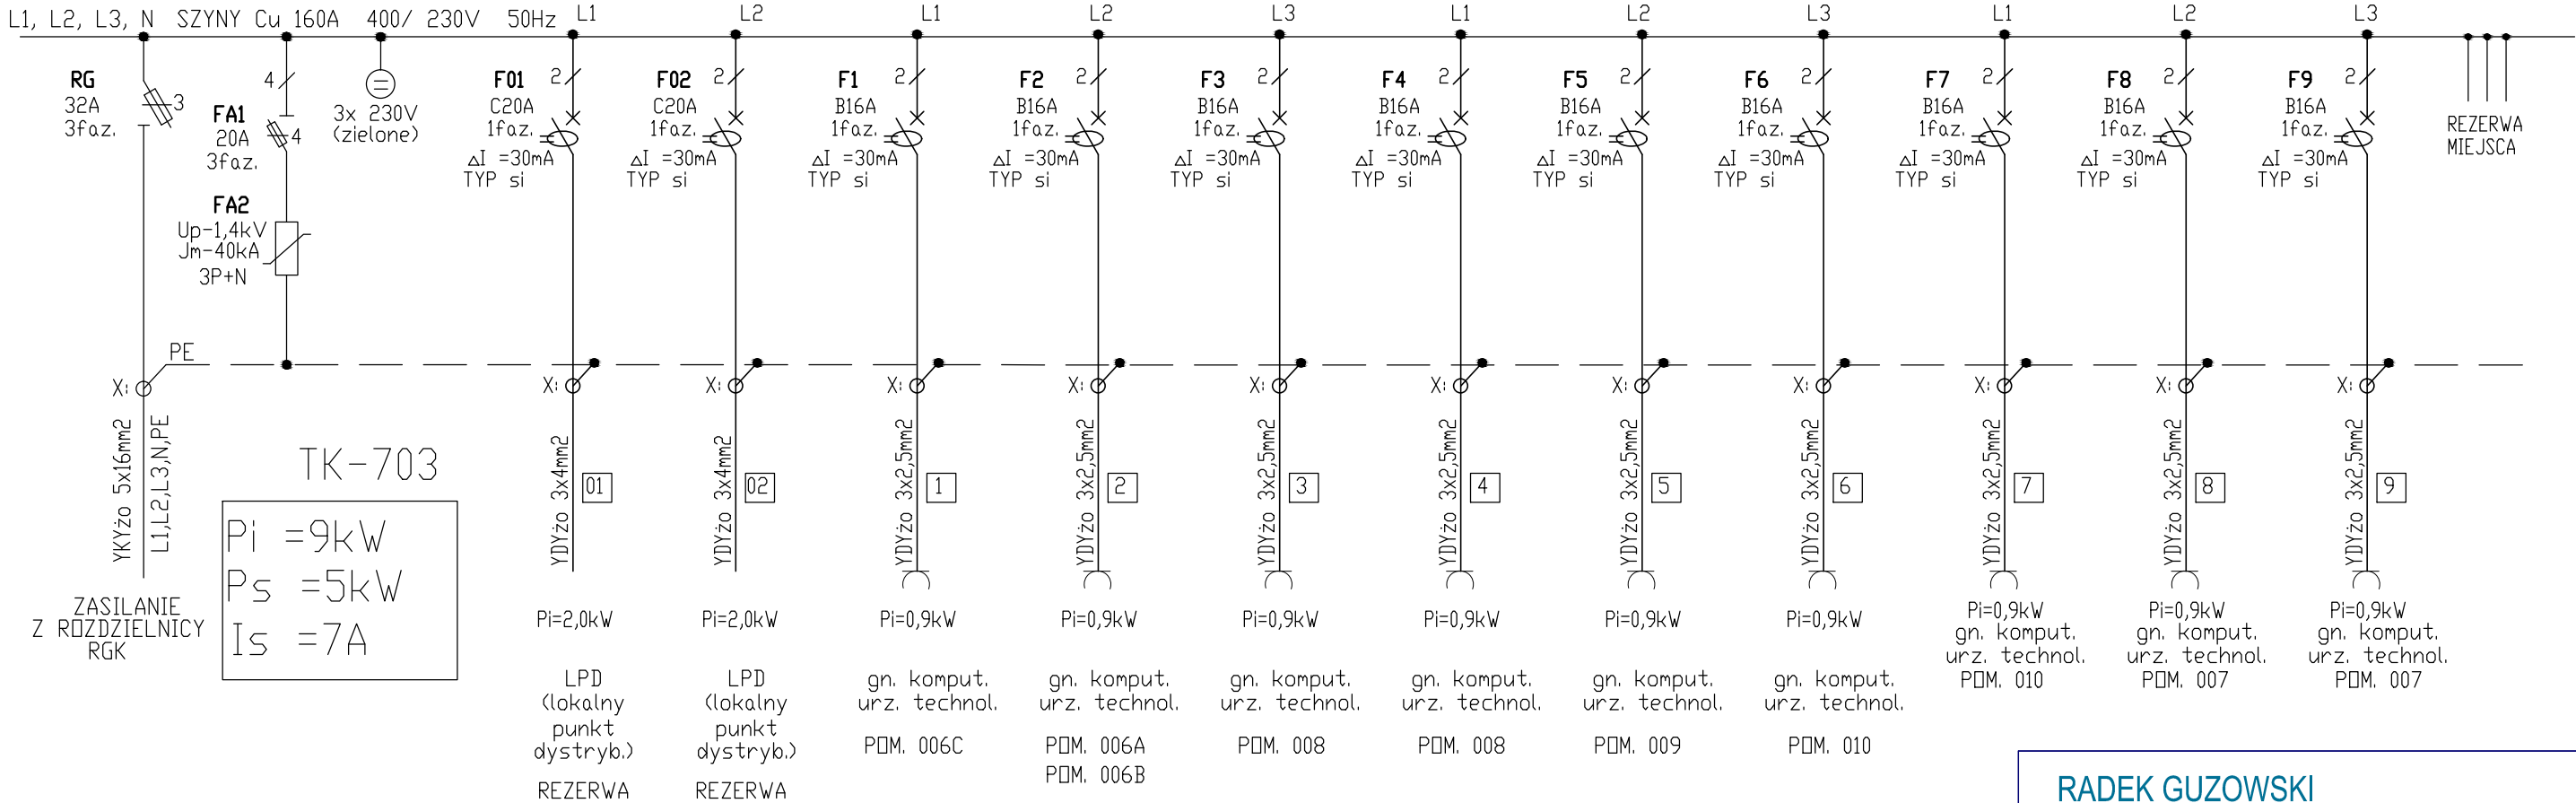 L1, L2, L3, N SZYNY Cu 160A 400/ 230V 50Hz
L1
L2
L1
L2
L3
L1
L2
L3
L1
L2
L3
RG
32A
3faz.
3
4
FA1
20A
3faz.
4
FA2
Up-1,4kV
Jm-40kA
3P+N
3x 230V
(zielone)
F01
2
C20A
1faz.
ΔI =30mA
TYP si
F02
2
C20A
1faz.
ΔI =30mA
TYP si
F1
2
B16A
1faz.
ΔI =30mA
TYP si
F2
2
B16A
1faz.
ΔI =30mA
TYP si
F3
2
B16A
1faz.
ΔI =30mA
TYP si
F4
2
B16A
1faz.
ΔI =30mA
TYP si
F5
2
B16A
1faz.
ΔI =30mA
TYP si
F6
2
B16A
1faz.
ΔI =30mA
TYP si
F7
2
B16A
1faz.
ΔI =30mA
TYP si
F8
2
B16A
1faz.
ΔI =30mA
TYP si
F9
2
B16A
1faz.
ΔI =30mA
TYP si
REZERWA
MIEJSCA
PE
X:
X:
X:
X:
X:
X:
X:
X:
X:
X:
X:
X:
YKYżo 5x16mm2
L1,L2,L3,N,PE
ZASILANIE
Z ROZDZIELNICY
RGK
TK-703
Pi =9kW
Ps =5kW
Is =7A
YDYżo 3x4mm2
01
Pi=2,0kW
LPD
(lokalny
punkt
dystryb.)
REZERWA
YDYżo 3x4mm2
02
Pi=2,0kW
LPD
(lokalny
punkt
dystryb.)
REZERWA
YDYżo 3x2,5mm2
1
Pi=0,9kW
gn. komput.
urz. technol.
POM. 006C
YDYżo 3x2,5mm2
2
Pi=0,9kW
gn. komput.
urz. technol.
POM. 006A
POM. 006B
YDYżo 3x2,5mm2
3
Pi=0,9kW
gn. komput.
urz. technol.
POM. 008
YDYżo 3x2,5mm2
4
Pi=0,9kW
gn. komput.
urz. technol.
POM. 008
YDYżo 3x2,5mm2
5
Pi=0,9kW
gn. komput.
urz. technol.
POM. 009
YDYżo 3x2,5mm2
6
Pi=0,9kW
gn. komput.
urz. technol.
POM. 010
YDYżo 3x2,5mm2
7
Pi=0,9kW
gn. komput.
urz. technol.
POM. 010
YDYżo 3x2,5mm2
8
Pi=0,9kW
gn. komput.
urz. technol.
POM. 007
YDYżo 3x2,5mm2
9
Pi=0,9kW
gn. komput.
urz. technol.
POM. 007
RADEK GUZOWSKI